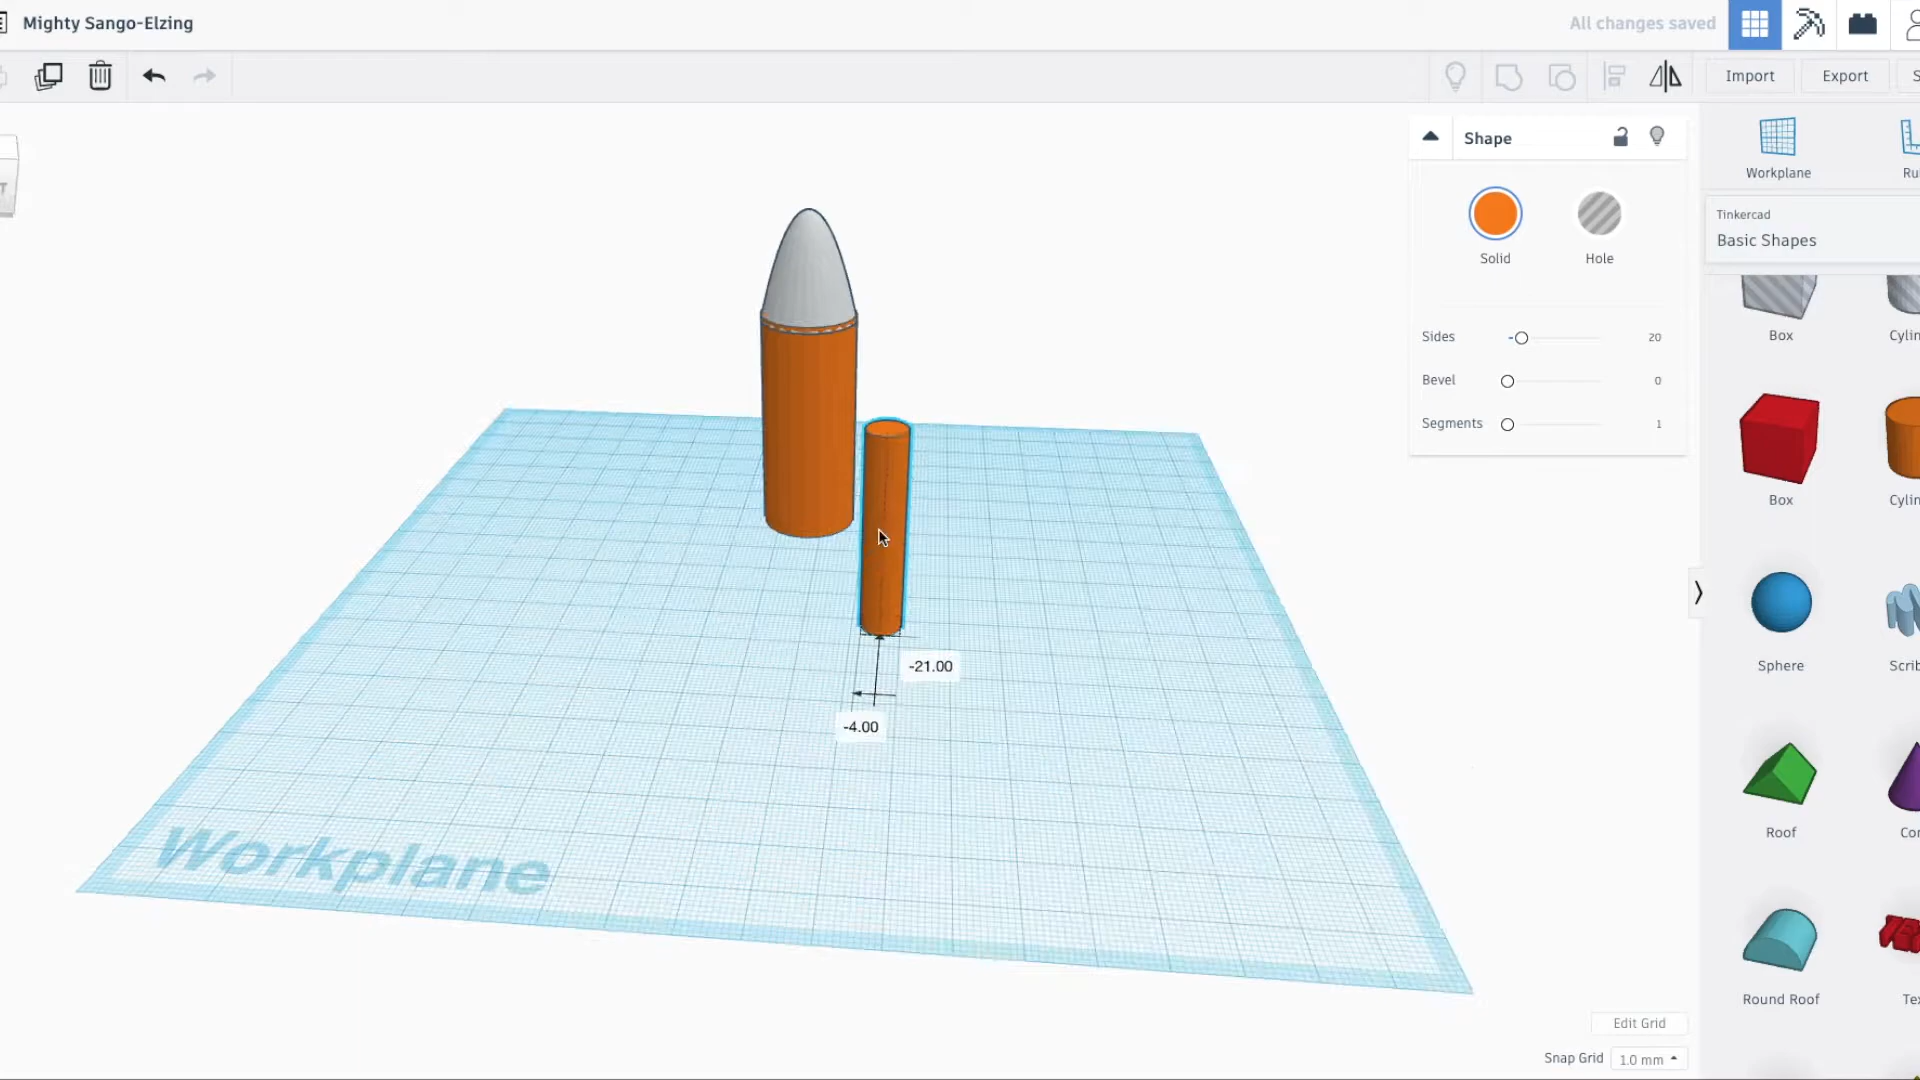 Mighty Sango-Elzing
All changes saved
Import
Export
Shape
Workplane
Tinkercad
Basic Shapes
Solid
Hole
Box
Sides
20
Bevel
0
Segments
1
Box
Sphere
Roof
Round Roof
-21.00
-4.00
Workplane
Edit Grid
Snap Grid
1.0 mm